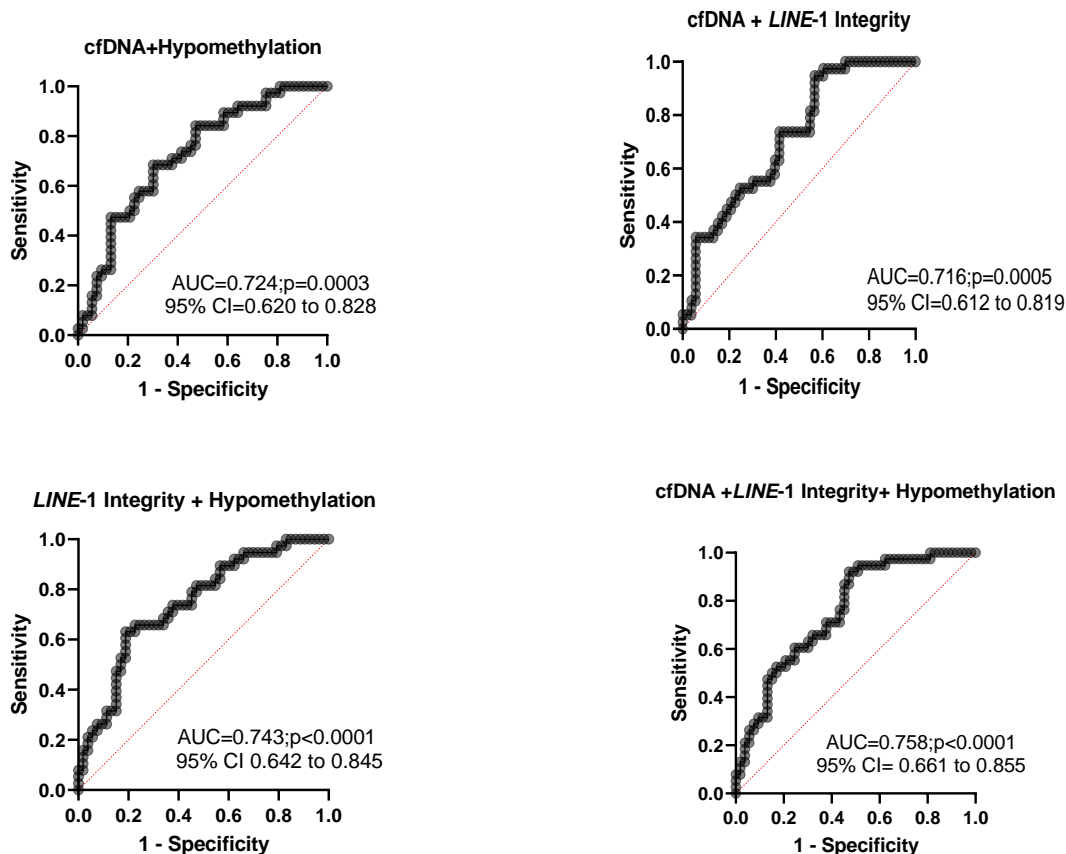 cfDNA+Hypomethylation
Sensitivity
1.0
0.8
0.6
0.4
0.2
0.0
AUC=0.724;p=0.0003
95% CI=0.620 to 0.828
0.0 0.2 0.4 0.6 0.8 1.0
1 - Specificity
cfDNA + LINE-1 Integrity
Sensitivity
1.0
0.8
0.6
0.4
0.2
0.0
AUC=0.716;p=0.0005
95% CI=0.612 to 0.819
0.0 0.2 0.4 0.6 0.8 1.0
1 - Specificity
LINE-1 Integrity + Hypomethylation
Sensitivity
1.0
0.8
0.6
0.4
0.2
0.0
AUC=0.743;p<0.0001
95% CI 0.642 to 0.845
0.0 0.2 0.4 0.6 0.8 1.0
1 - Specificity
cfDNA +LINE-1 Integrity+ Hypomethylation
Sensitivity
1.0
0.8
0.6
0.4
0.2
0.0
AUC=0.758;p<0.0001
95% CI= 0.661 to 0.855
0.0 0.2 0.4 0.6 0.8 1.0
1 - Specificity